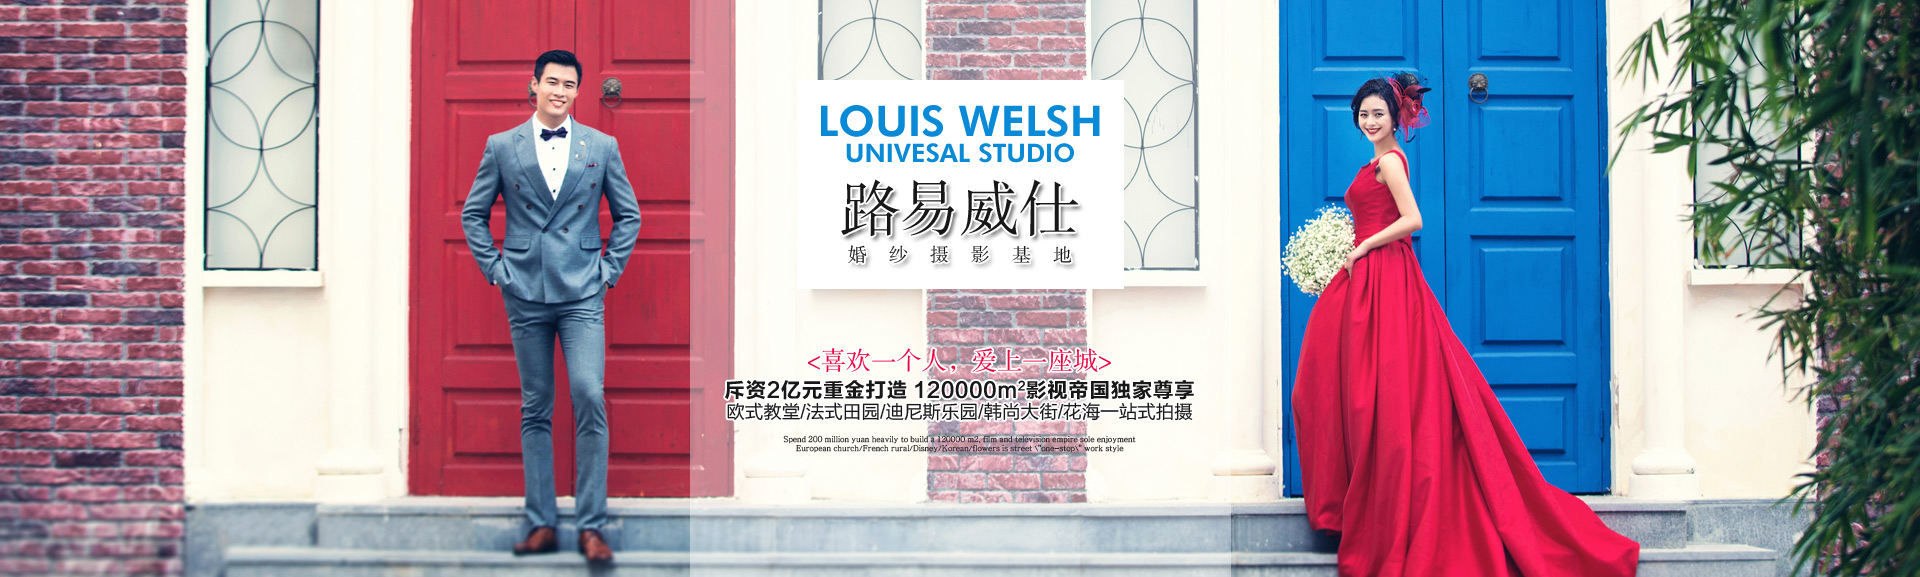 LOUIS WELSH
UNIVESAL STUDIO
路易威仕
婚纱摄影基地
<喜欢一个人，爱上一座城>
斥资2亿元重金打造 120000m²影视帝国独家尊享
欧式教堂/法式田园/迪尼斯乐园/韩尚大街/花海一站式拍摄
Spend 200 million yuan heavily to build a 120000 m2, film and television empire sole enjoyment
European church/French rural/Disney/Korean/flowers is street \"one-stop\" work style